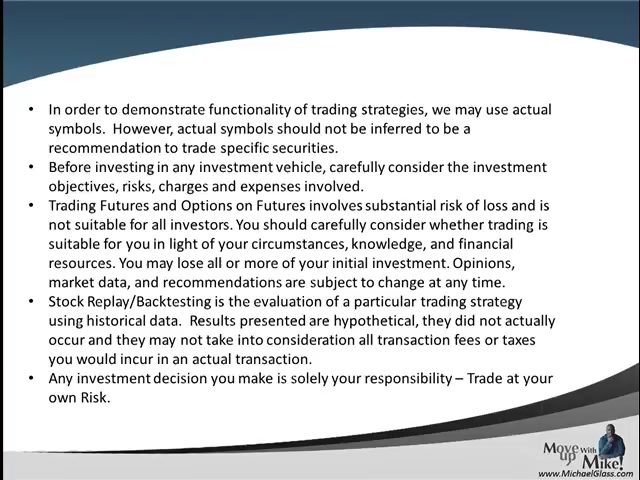 • In order to demonstrate functionality of trading strategies, we may use actual
symbols.  However, actual symbols should not be inferred to be a
recommendation to trade specific securities.
• Before investing in any investment vehicle, carefully consider the investment
objectives, risks, charges and expenses involved.
• Trading Futures and Options on Futures involves substantial risk of loss and is
not suitable for all investors. You should carefully consider whether trading is
suitable for you in light of your circumstances, knowledge, and financial
resources. You may lose all or more of your initial investment. Opinions,
market data, and recommendations are subject to change at any time.
• Stock Replay/Backtesting is the evaluation of a particular trading strategy
using historical data.  Results presented are hypothetical, they did not actually
occur and they may not take into consideration all transaction fees or taxes
you would incur in an actual transaction.
• Any investment decision you make is solely your responsibility – Trade at your
own Risk.
Move With
up Mike!
www.MichaelGlass.com